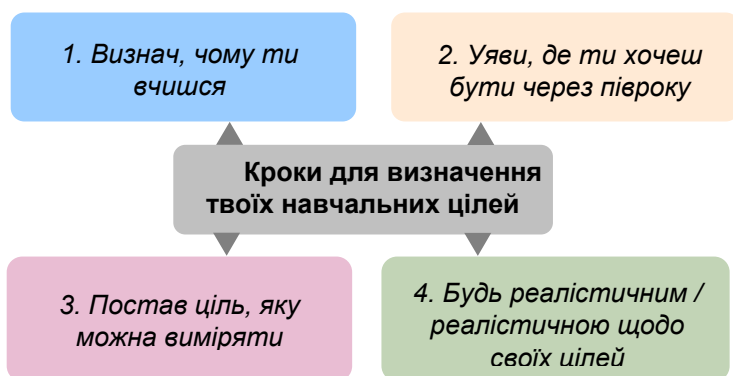 1. Визнач, чому ти
вчишся
2. Уяви, де ти хочеш
бути через півроку
Кроки для визначення
твоїх навчальних цілей
3. Постав ціль, яку
можна виміряти
4. Будь реалістичним /
реалістичною щодо
своїх цілей